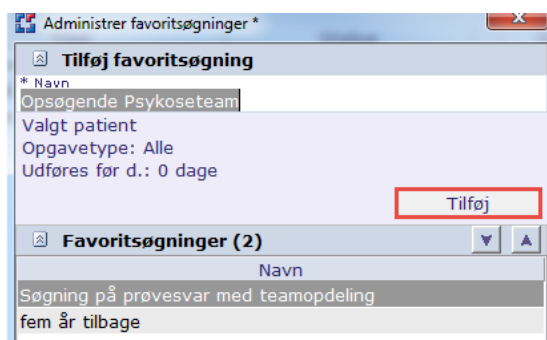 Administrer favoritsøgninger *
Tilføj favoritsøgning
* Navn
Opsøgende Psykoseteam
Valgt patient
Opgavetype: Alle
Udføres før d.: 0 dage
Tilføj
Favoritsøgninger (2)
Navn
Søgning på prøvesvar med teamopdeling
fem år tilbage